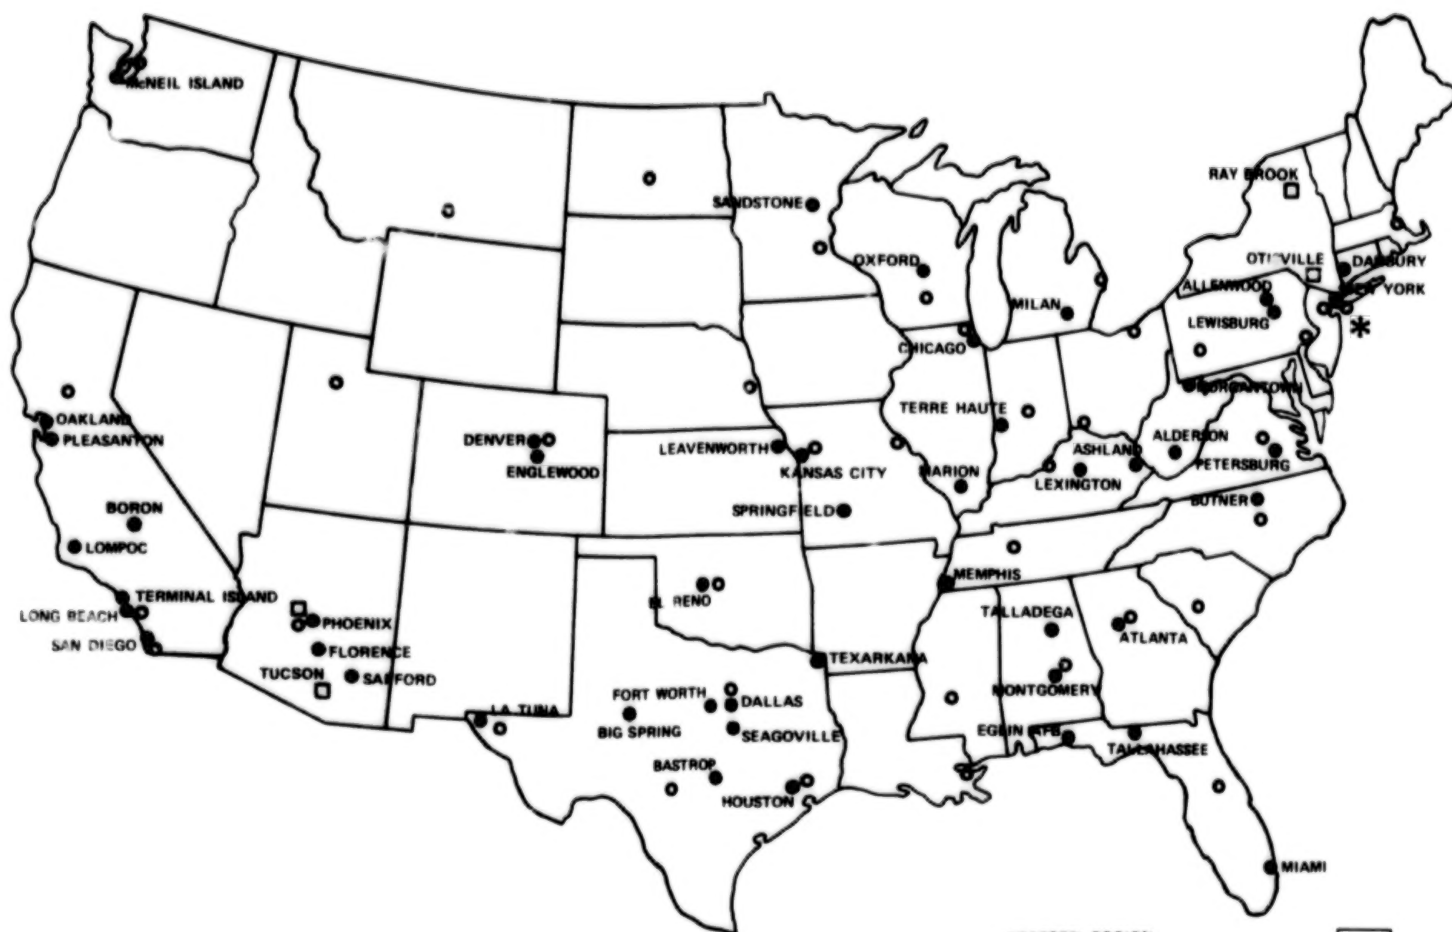 McNEIL ISLAND
RAY BROOK
SANDSTONE
OXFORD
OTISVILLE
DANBURY
ALLENWOOD
NEW YORK
MILAN
LEWISBURG
*
CHICAGO
MORGANTOWN
TERRE HAUTE
OAKLAND
PLEASANTON
DENVER
LEAVENWORTH
ASHLAND
ALDERSON
ENGLEWOOD
KANSAS CITY
MARION
LEXINGTON
PETERSBURG
BORON
SPRINGFIELD
BUTNER
LOMPOC
MEMPHIS
TERMINAL ISLAND
EL RENO
LONG BEACH
PHOENIX
TALLADEGA
ATLANTA
SAN DIEGO
FLORENCE
TEXARKANA
TUCSON
SAFFORD
MONTGOMERY
FORT WORTH
DALLAS
LA TUNA
BIG SPRING
SEAGOVILLE
EGLIN AFB
TALLAHASSEE
BASTROP
HOUSTON
MIAMI